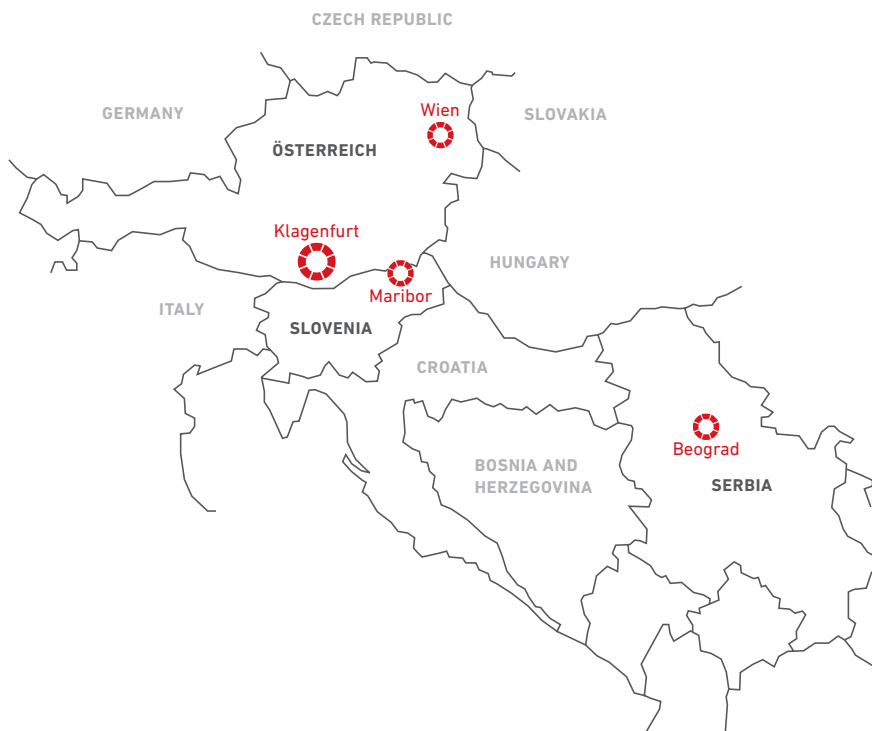 CZECH REPUBLIC
GERMANY
Wien
SLOVAKIA
ÖSTERREICH
Klagenfurt
HUNGARY
Maribor
ITALY
SLOVENIA
CROATIA
Beograd
BOSNIA AND
HERZEGOVINA
SERBIA